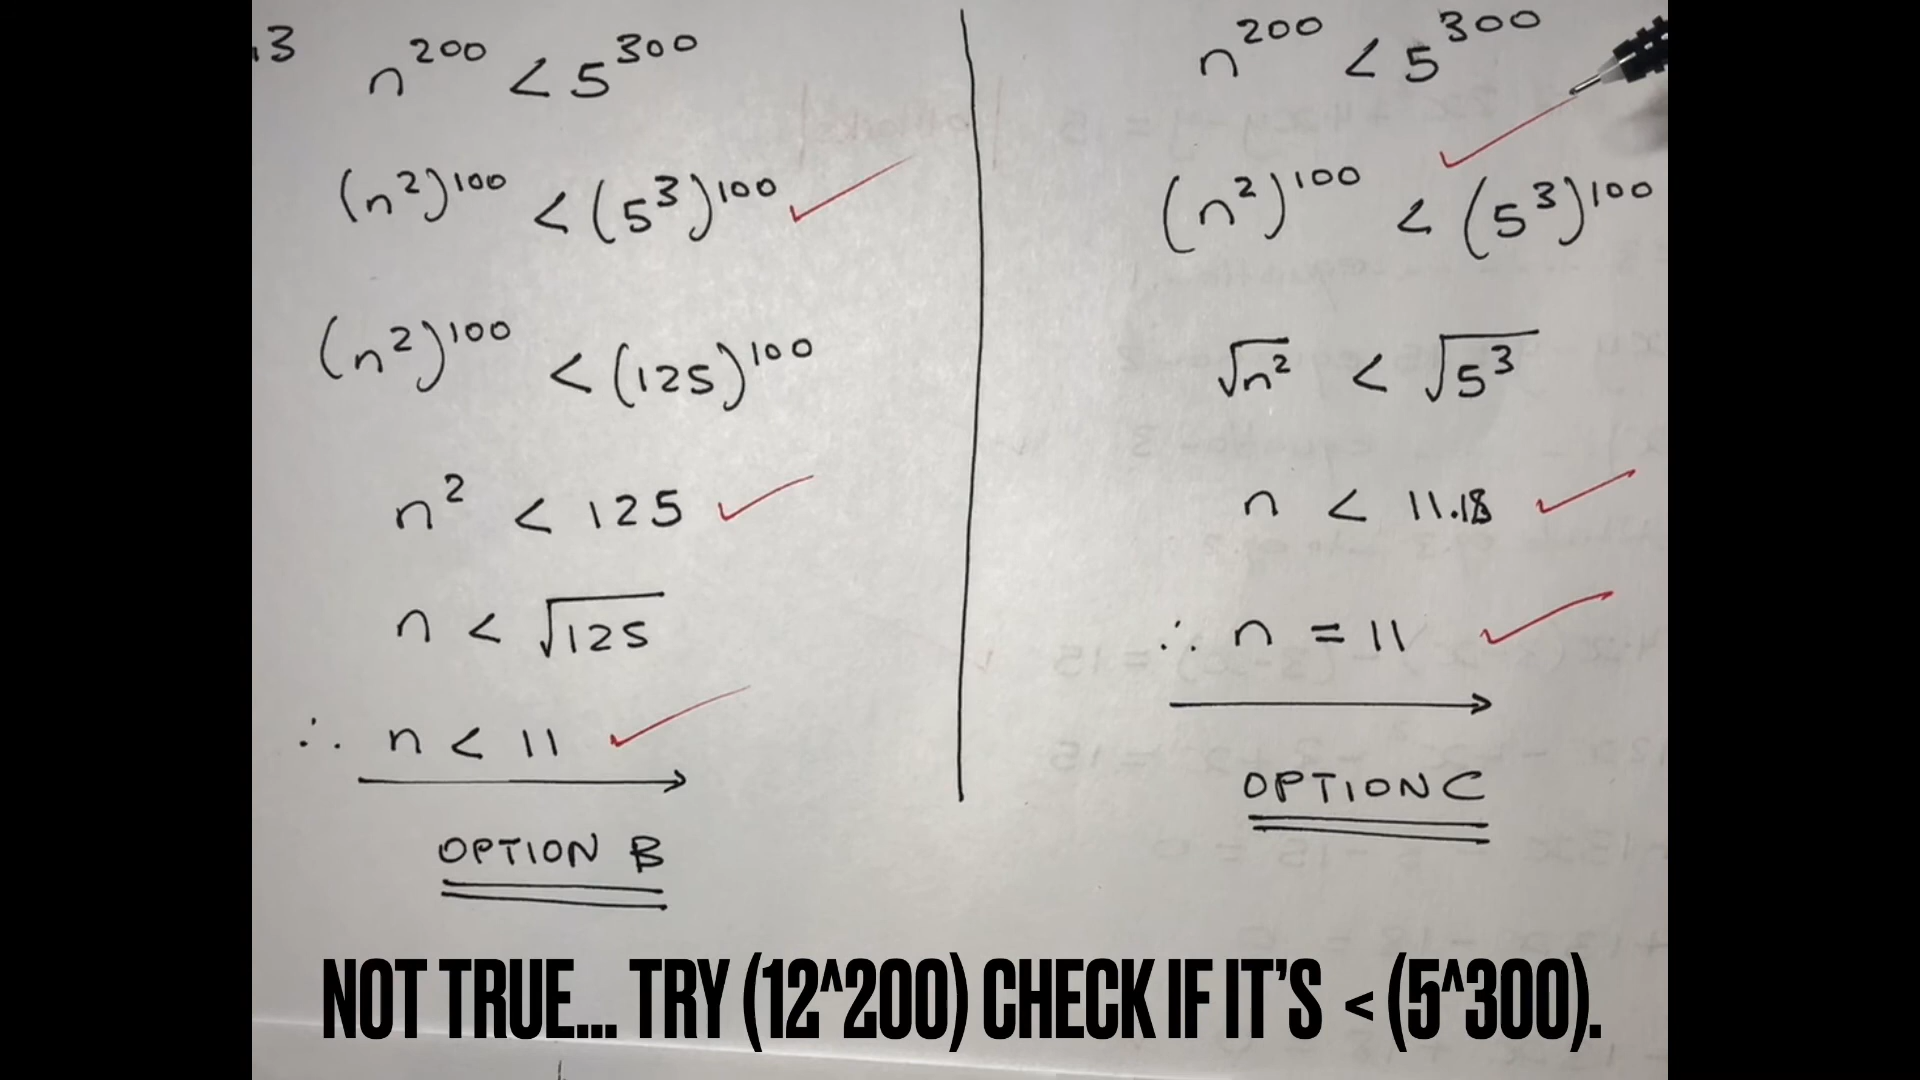 .3 n^200 < 5^300
(n^2)^100 < (5^3)^100
(n^2)^100 < (125)^100
n^2 < 125
n < √125
∴ n < 11
OPTION B
n^200 < 5^300
(n^2)^100 < (5^3)^100
√n^2 < √5^3
n < 11.18
∴ n = 11
OPTION C
NOT TRUE... TRY (12^200) CHECK IF IT'S < (5^300).